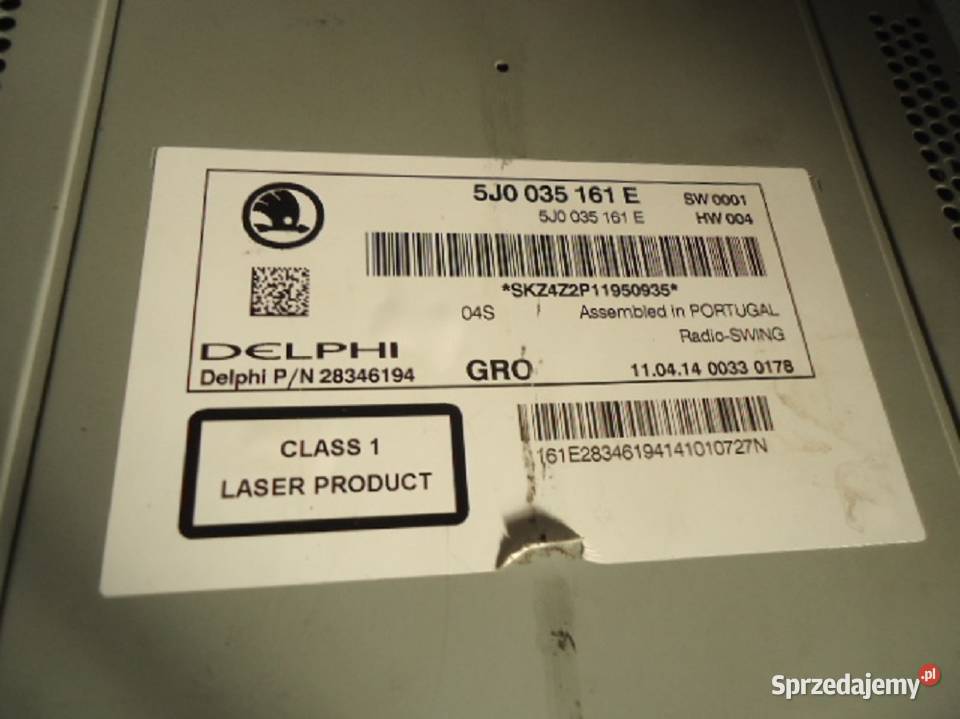 5J0 035 161 E SW 0001
5J0 035 161 E HW 004
*SKZ4Z2P11950935*
04S Assembled in PORTUGAL
Radio-SWING
DELPHI
Delphi P/N 28346194 GRO 11.04.14 0033 0178
CLASS 1
LASER PRODUCT
161E28346194141010727N
Sprzedajemy.pl